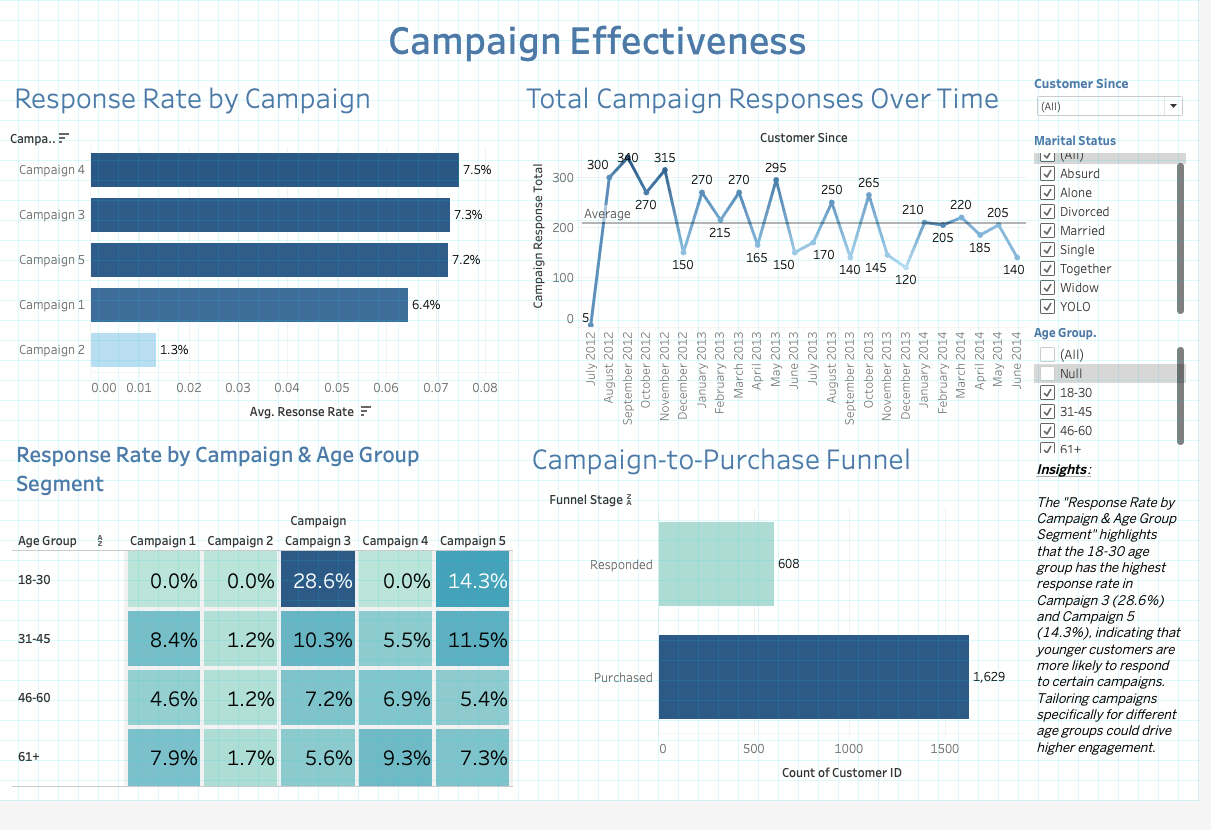 Campaign Effectiveness
Response Rate by Campaign
Campa..
Campaign 4
7.5%
Campaign 3
7.3%
Campaign 5
7.2%
Campaign 1
6.4%
Campaign 2
1.3%
0.00 0.01 0.02 0.03 0.04 0.05 0.06 0.07 0.08
Avg. Resonse Rate
Total Campaign Responses Over Time
Customer Since
Campaign Response Total
300
200
100
0
Average
5 300 340 270 315 150 270 215 270 165 295 150 170 250 140 265 145 120 210 205 220 185 205 140
July 2012
August 2012
September 2012
October 2012
November 2012
December 2012
January 2013
February 2013
March 2013
April 2013
May 2013
June 2013
July 2013
August 2013
September 2013
October 2013
November 2013
December 2013
January 2014
February 2014
March 2014
April 2014
May 2014
June 2014
Customer Since
(All)
Marital Status
(All)
Absurd
Alone
Divorced
Married
Single
Together
Widow
YOLO
Age Group.
(All)
Null
18-30
31-45
46-60
61+
Response Rate by Campaign & Age Group
Segment
Campaign
Age Group Campaign 1 Campaign 2 Campaign 3 Campaign 4 Campaign 5
18-30 0.0% 0.0% 28.6% 0.0% 14.3%
31-45 8.4% 1.2% 10.3% 5.5% 11.5%
46-60 4.6% 1.2% 7.2% 6.9% 5.4%
61+ 7.9% 1.7% 5.6% 9.3% 7.3%
Campaign-to-Purchase Funnel
Funnel Stage
Responded
608
Purchased
1,629
0 500 1000 1500
Count of Customer ID
Insights:
The "Response Rate by
Campaign & Age Group
Segment" highlights
that the 18-30 age
group has the highest
response rate in
Campaign 3 (28.6%)
and Campaign 5
(14.3%), indicating that
younger customers are
more likely to respond
to certain campaigns.
Tailoring campaigns
specifically for different
age groups could drive
higher engagement.